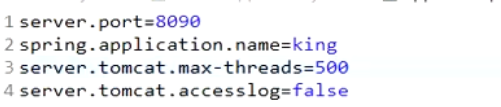 1 server.port=8090
2 spring.application.name=king
3 server.tomcat.max-threads=500
4 server.tomcat.accesslog=false